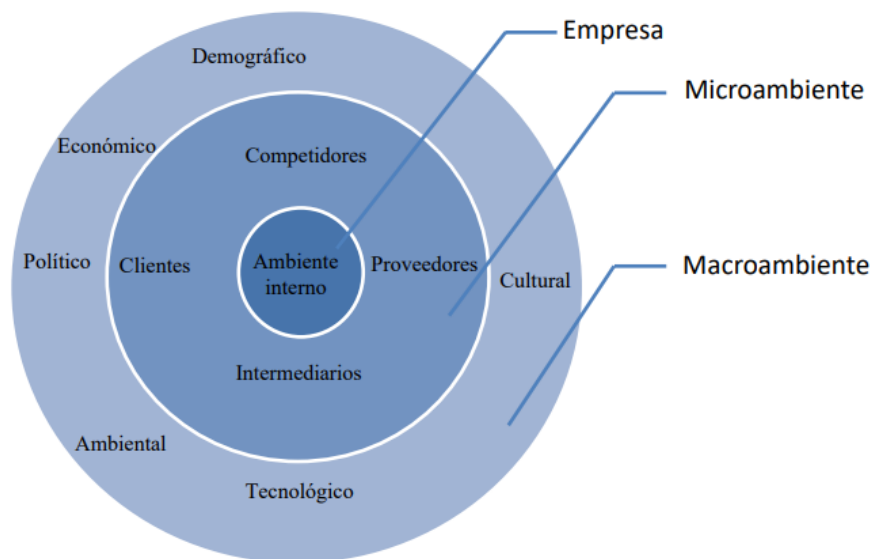 Empresa
Demográfico
Microambiente
Económico
Competidores
Político
Clientes
Ambiente
interno
Proveedores
Cultural
Macroambiente
Intermediarios
Ambiental
Tecnológico